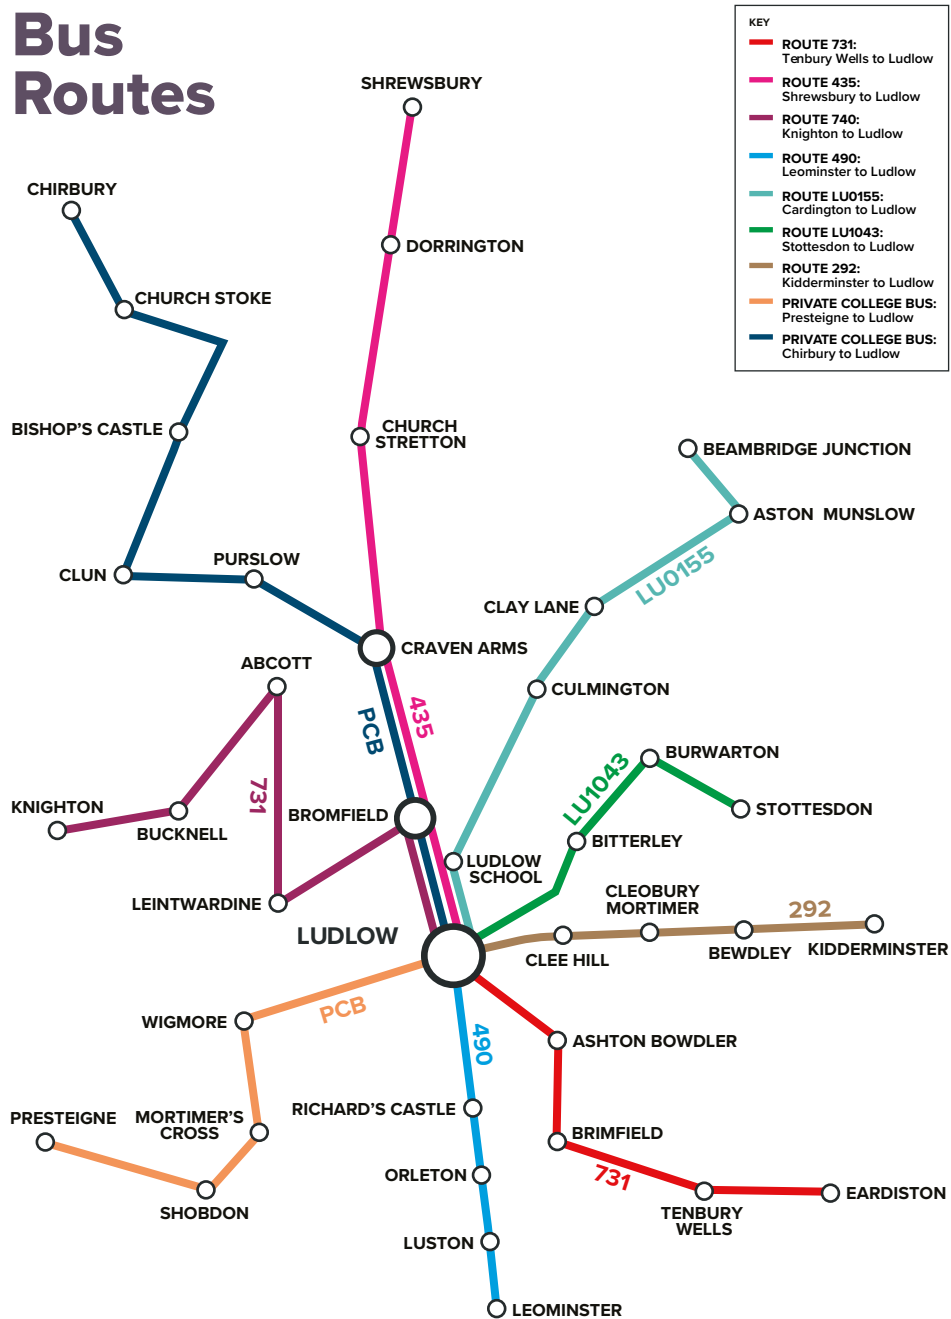 Bus
Routes
KEY
ROUTE 731:
Tenbury Wells to Ludlow
ROUTE 435:
Shrewsbury to Ludlow
ROUTE 740:
Knighton to Ludlow
ROUTE 490:
Leominster to Ludlow
ROUTE LU0155:
Cardington to Ludlow
ROUTE LU1043:
Stottesdon to Ludlow
ROUTE 292:
Kidderminster to Ludlow
PRIVATE COLLEGE BUS:
Presteigne to Ludlow
PRIVATE COLLEGE BUS:
Chirbury to Ludlow
SHREWSBURY
CHIRBURY
DORRINGTON
CHURCH STOKE
BISHOP'S CASTLE
CHURCH
STRETTON
BEAMBRIDGE JUNCTION
ASTON MUNSLOW
LU0155
CLUN
PURSLOW
CLAY LANE
CRAVEN ARMS
ABCOTT
CULMINGTON
PCB
435
BURWARTON
LU1043
731
KNIGHTON
BUCKNELL
BROMFIELD
STOTTESDON
BITTERLEY
LUDLOW
SCHOOL
LEINTWARDINE
CLEOBURY
MORTIMER
292
LUDLOW
CLEE HILL
BEWDLEY
KIDDERMINSTER
PCB
WIGMORE
490
ASHTON BOWDLER
PRESTEIGNE
MORTIMER'S
CROSS
RICHARD'S CASTLE
BRIMFIELD
ORLETON
731
SHOBDON
TENBURY
WELLS
EARDISTON
LUSTON
LEOMINSTER